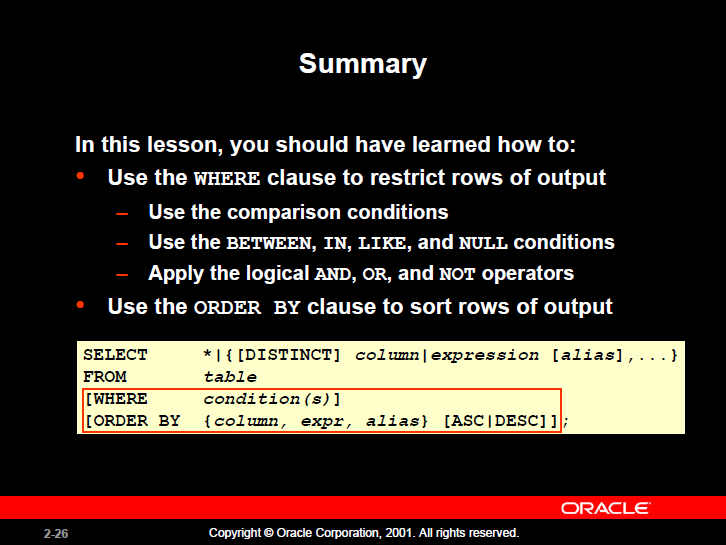 Summary
In this lesson, you should have learned how to:
• Use the WHERE clause to restrict rows of output
– Use the comparison conditions
– Use the BETWEEN, IN, LIKE, and NULL conditions
– Apply the logical AND, OR, and NOT operators
• Use the ORDER BY clause to sort rows of output
SELECT *|{[DISTINCT] column|expression [alias],...}
FROM table
[WHERE condition(s)]
[ORDER BY {column, expr, alias} [ASC|DESC]];
ORACLE
2-26 Copyright © Oracle Corporation, 2001. All rights reserved.